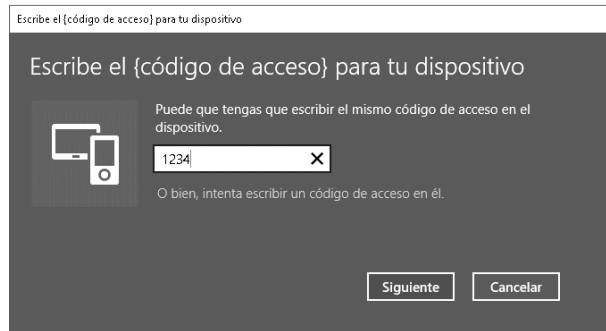 Escribe el {código de acceso} para tu dispositivo
Escribe el {código de acceso} para tu dispositivo
Puede que tengas que escribir el mismo código de acceso en el
dispositivo.
1234
O bien, intenta escribir un código de acceso en él.
Siguiente
Cancelar